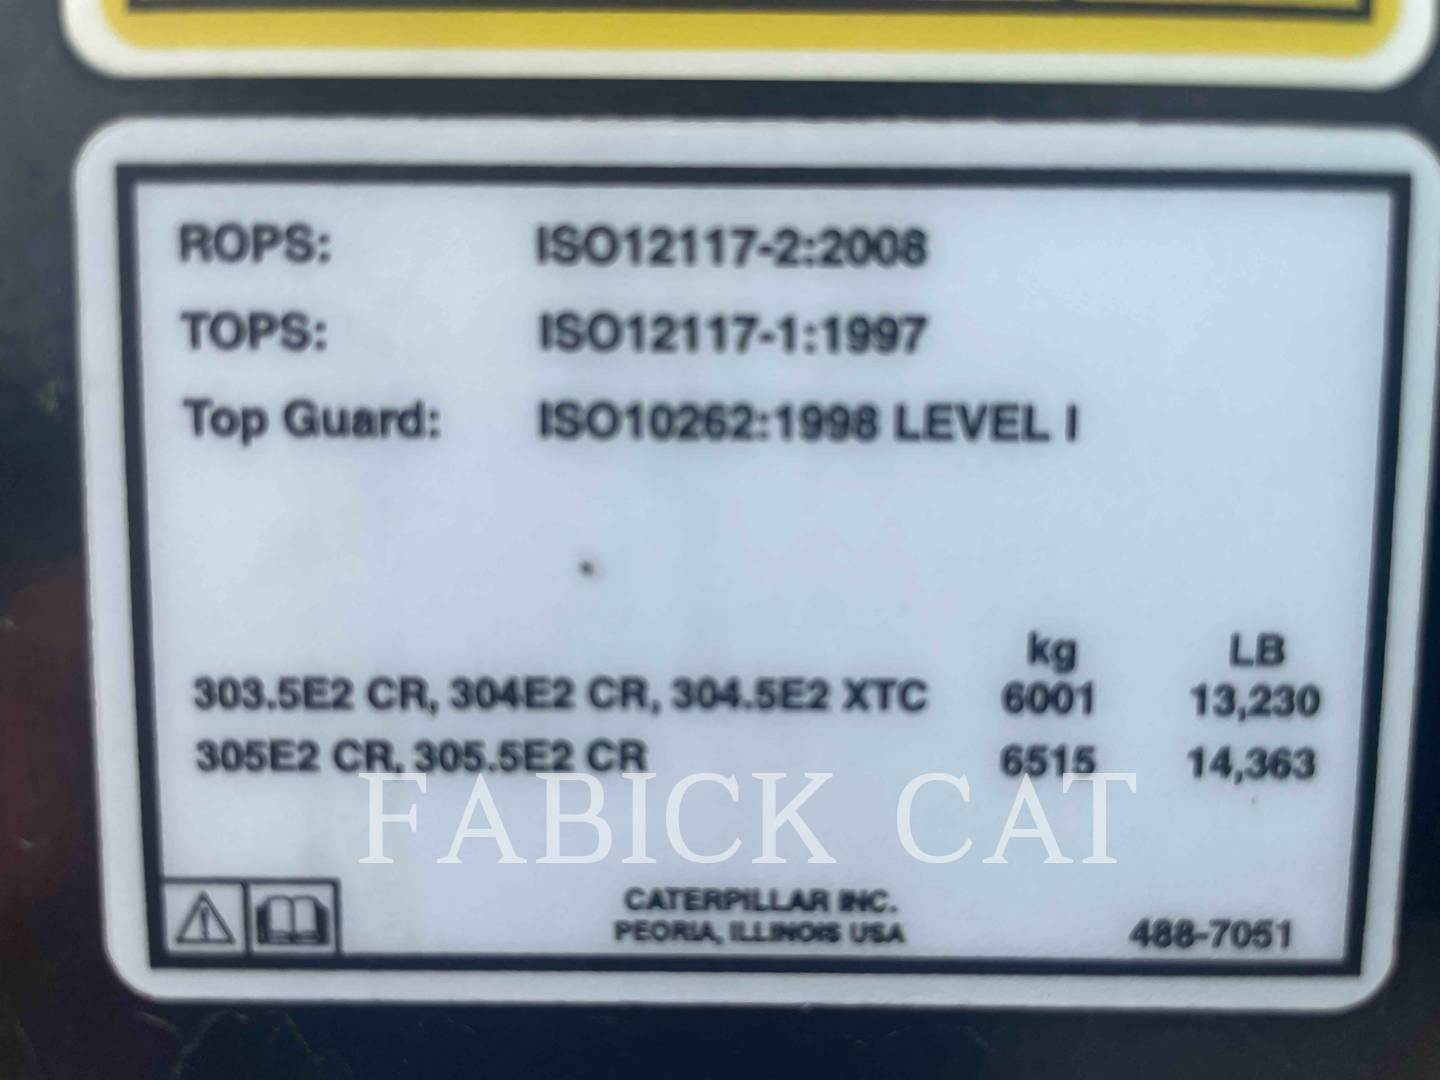 ROPS: ISO12117-2:2008
TOPS: ISO12117-1:1997
Top Guard: ISO10262:1998 LEVEL I
kg LB
303.5E2 CR, 304E2 CR, 304.5E2 XTC 6001 13,230
305E2 CR, 305.5E2 CR 6515 14,363
FABICK CAT
CATERPILLAR INC.
PEORIA, ILLINOIS USA 488-7051